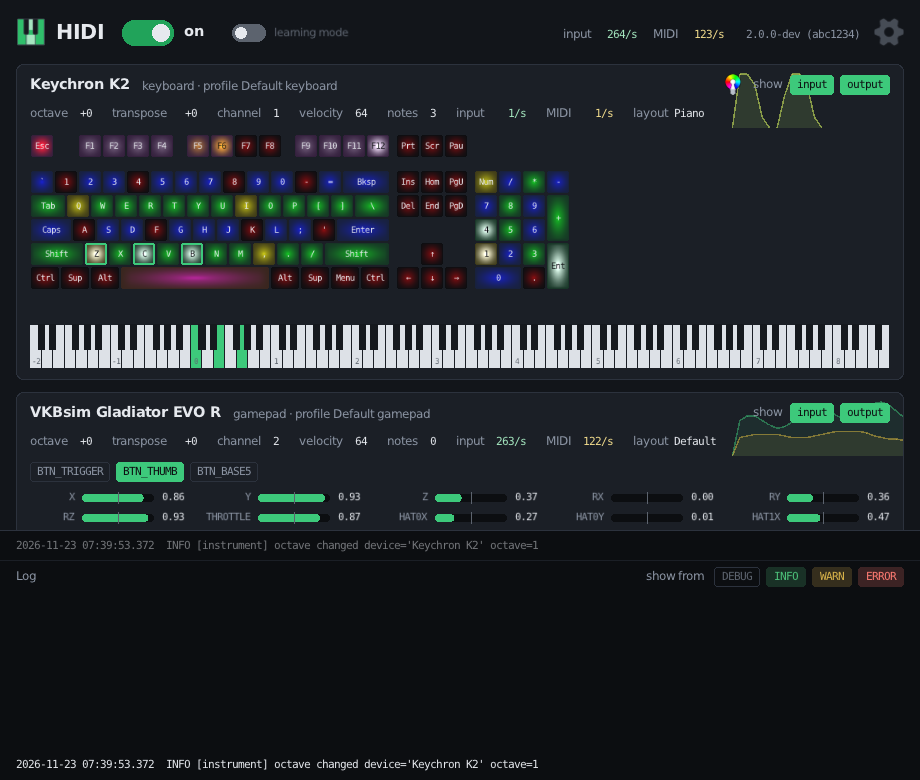 HIDI on learning mode input 264/s MIDI 123/s 2.0.0-dev (abc1234)
Keychron K2 keyboard · profile Default keyboard show input output
octave +0 transpose +0 channel 1 velocity 64 notes 3 input 1/s MIDI 1/s layout Piano
Esc F1 F2 F3 F4 F5 F6 F7 F8 F9 F10 F11 F12 Prt Scr Pau
` 1 2 3 4 5 6 7 8 9 0 - = Bksp Ins Hom PgU Num / * -
Tab Q W E R T Y U I O P [ ] \ Del End PgD 7 8 9 +
Caps A S D F G H J K L ; ' Enter 4 5 6
Shift Z X C V B N M , . / Shift ↑ 1 2 3 Ent
Ctrl Sup Alt Alt Sup Menu Ctrl ← ↓ → 0 .
-2 -1 0 1 2 3 4 5 6 7 8
VKBsim Gladiator EVO R gamepad · profile Default gamepad show input output
octave +0 transpose +0 channel 2 velocity 64 notes 0 input 263/s MIDI 122/s layout Default
BTN_TRIGGER BTN_THUMB BTN_BASE5
X 0.86 Y 0.93 Z 0.37 RX 0.00 RY 0.36
RZ 0.93 THROTTLE 0.87 HAT0X 0.27 HAT0Y 0.01 HAT1X 0.47
2026-11-23 07:39:53.372 INFO [instrument] octave changed device='Keychron K2' octave=1
Log show from DEBUG INFO WARN ERROR
2026-11-23 07:39:53.372 INFO [instrument] octave changed device='Keychron K2' octave=1